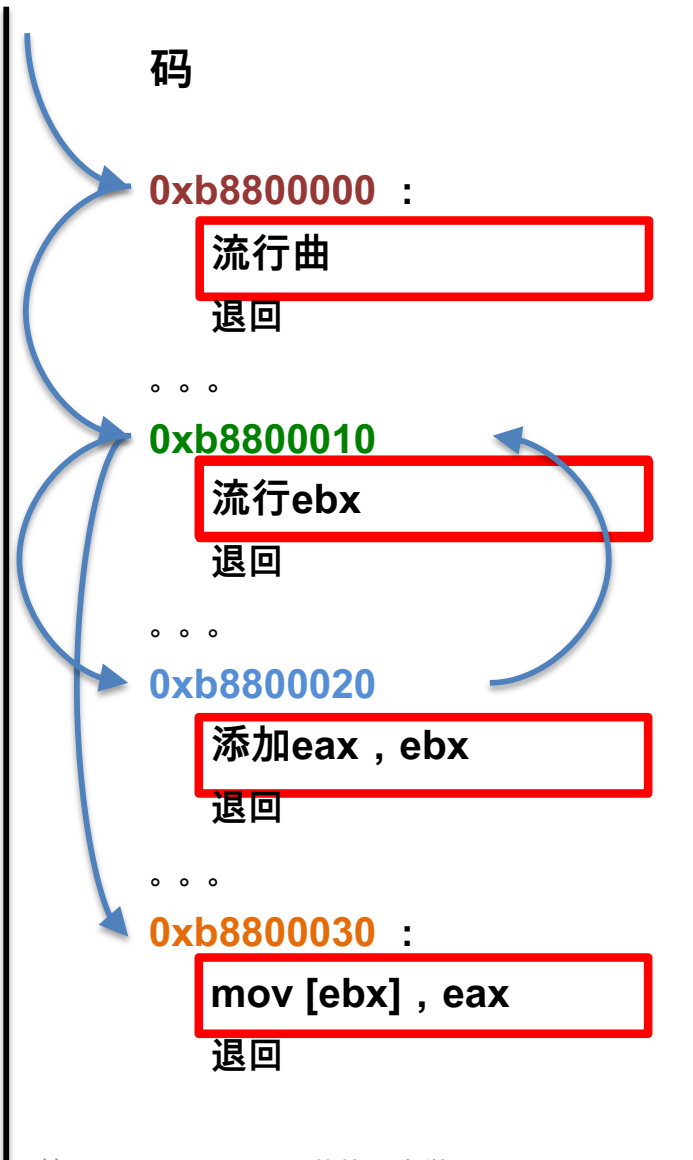 码
0xb8800000 :
流行曲
退回
。。。
0xb8800010
流行ebx
退回
。。。
0xb8800020
添加eax，ebx
退回
。。。
0xb8800030 :
mov [ebx]，eax
退回